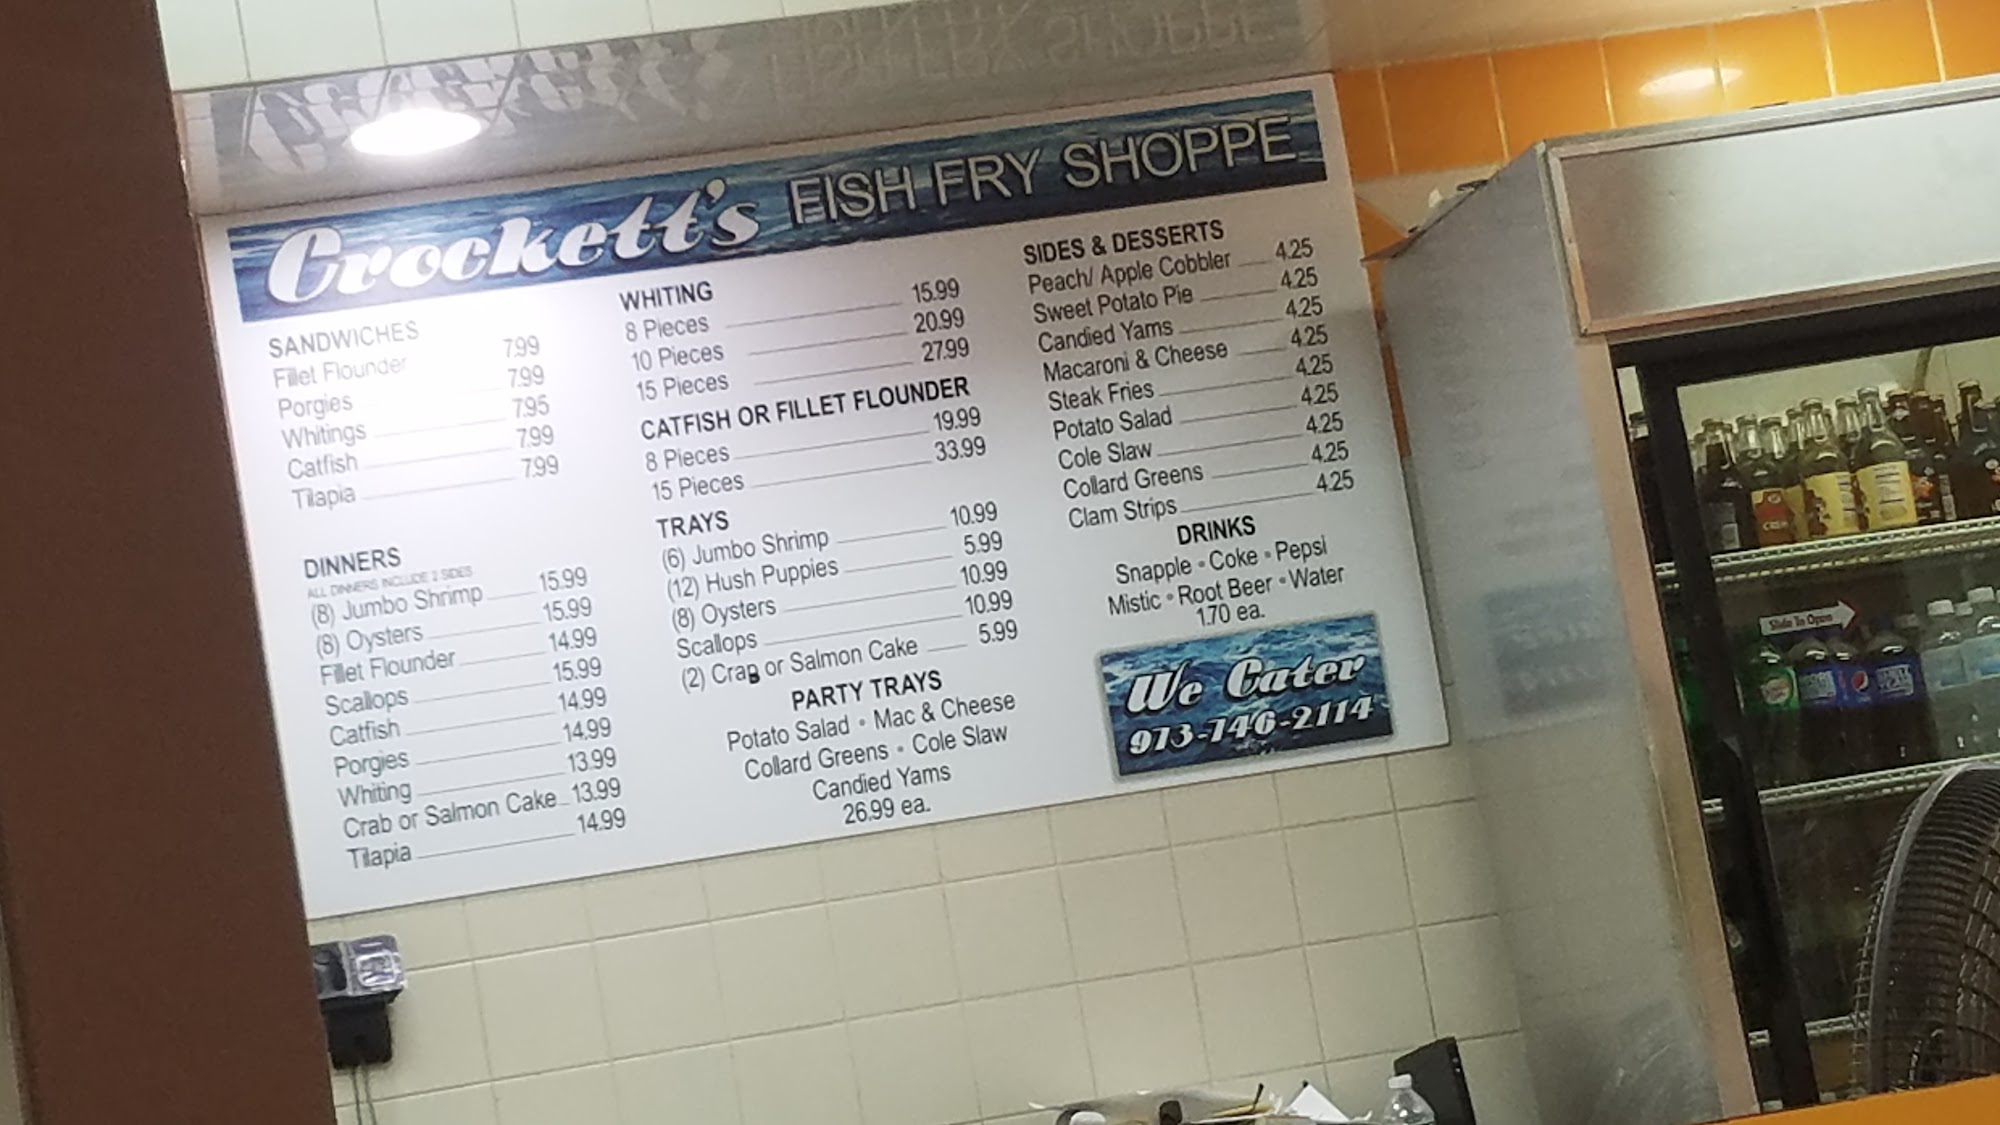 Crockett's FISH FRY SHOPPE
SANDWICHES
Fillet Flounder 7.99
Porgies 7.99
Whitings 7.95
Catfish 7.99
Tilapia 7.99
DINNERS
ALL DINNERS INCLUDE 2 SIDES
(8) Jumbo Shrimp 15.99
(8) Oysters 15.99
Fillet Flounder 14.99
Scallops 15.99
Catfish 14.99
Porgies 14.99
Whiting 13.99
Crab or Salmon Cake 13.99
Tilapia 14.99
WHITING
8 Pieces 15.99
10 Pieces 20.99
15 Pieces 27.99
CATFISH OR FILLET FLOUNDER
8 Pieces 19.99
15 Pieces 33.99
TRAYS
(6) Jumbo Shrimp 10.99
(12) Hush Puppies 5.99
(8) Oysters 10.99
Scallops 10.99
(2) Crab or Salmon Cake 5.99
PARTY TRAYS
Potato Salad • Mac & Cheese
Collard Greens • Cole Slaw
Candied Yams
26.99 ea.
SIDES & DESSERTS
Peach/ Apple Cobbler 4.25
Sweet Potato Pie 4.25
Candied Yams 4.25
Macaroni & Cheese 4.25
Steak Fries 4.25
Potato Salad 4.25
Cole Slaw 4.25
Collard Greens 4.25
Clam Strips 4.25
DRINKS
Snapple • Coke • Pepsi
Mistic • Root Beer • Water
1.70 ea.
We Cater
973-746-2114
Slide To Open